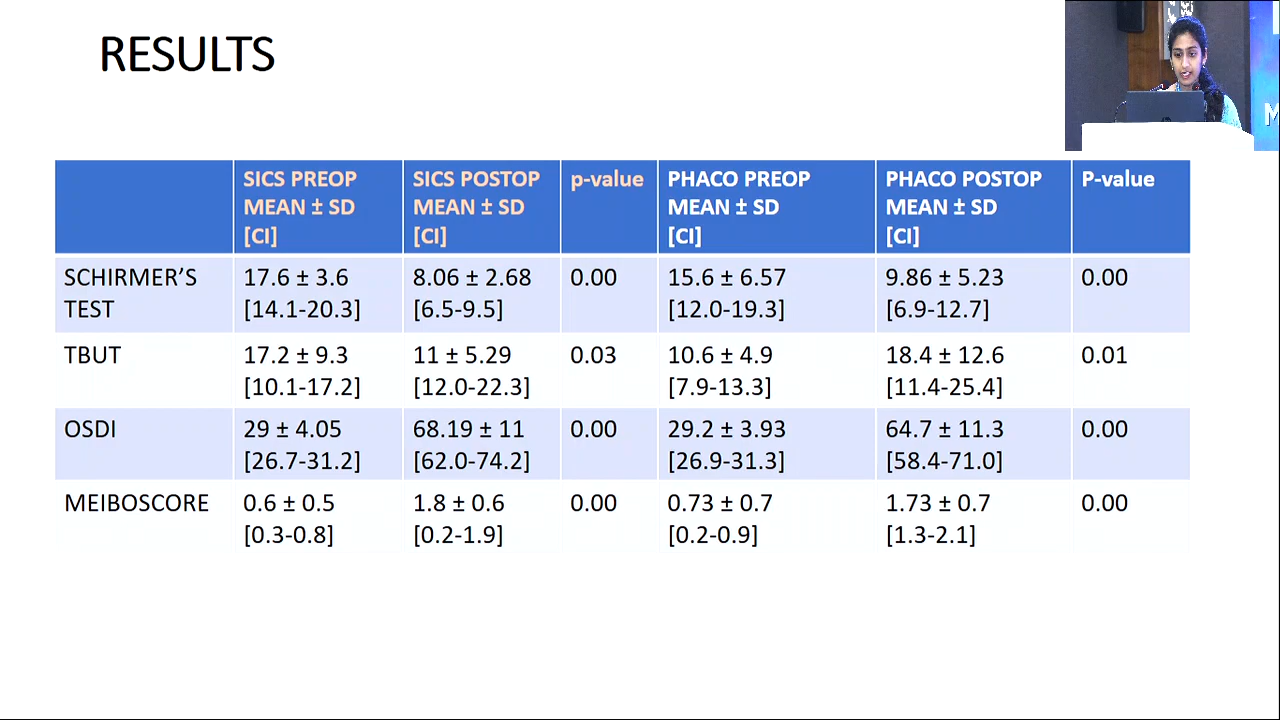 RESULTS
SICS PREOP MEAN ± SD [CI] SICS POSTOP MEAN ± SD [CI] p-value PHACO PREOP MEAN ± SD [CI] PHACO POSTOP MEAN ± SD [CI] P-value
SCHIRMER’S TEST 17.6 ± 3.6 [14.1-20.3] 8.06 ± 2.68 [6.5-9.5] 0.00 15.6 ± 6.57 [12.0-19.3] 9.86 ± 5.23 [6.9-12.7] 0.00
TBUT 17.2 ± 9.3 [10.1-17.2] 11 ± 5.29 [12.0-22.3] 0.03 10.6 ± 4.9 [7.9-13.3] 18.4 ± 12.6 [11.4-25.4] 0.01
OSDI 29 ± 4.05 [26.7-31.2] 68.19 ± 11 [62.0-74.2] 0.00 29.2 ± 3.93 [26.9-31.3] 64.7 ± 11.3 [58.4-71.0] 0.00
MEIBOSCORE 0.6 ± 0.5 [0.3-0.8] 1.8 ± 0.6 [0.2-1.9] 0.00 0.73 ± 0.7 [0.2-0.9] 1.73 ± 0.7 [1.3-2.1] 0.00